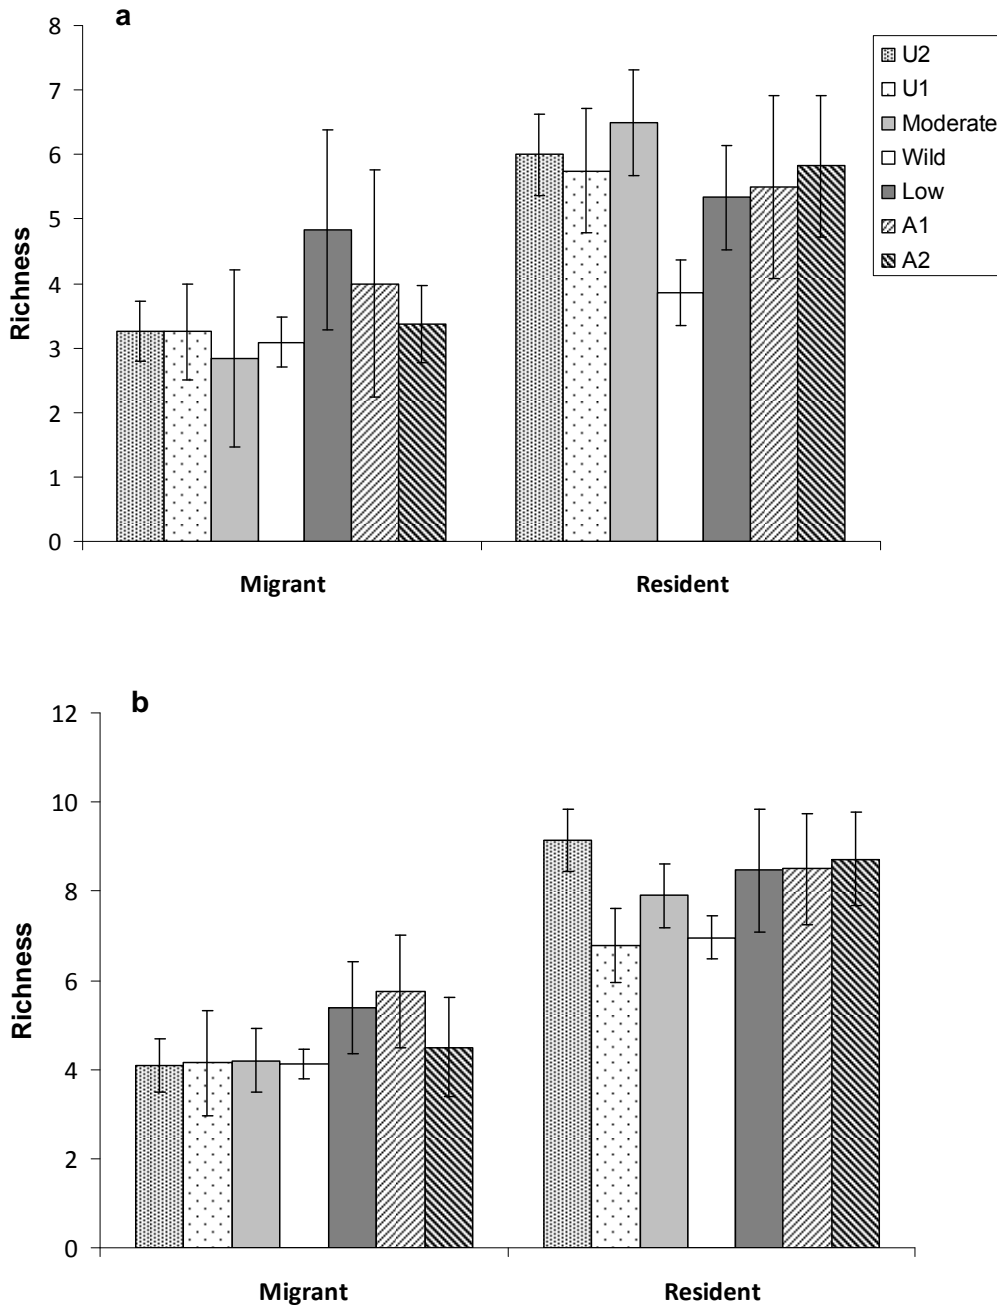 a
8
7
6
5
4
3
2
1
0
Richness
Migrant
Resident
U2
U1
Moderate
Wild
Low
A1
A2
b
12
10
8
6
4
2
0
Richness
Migrant
Resident